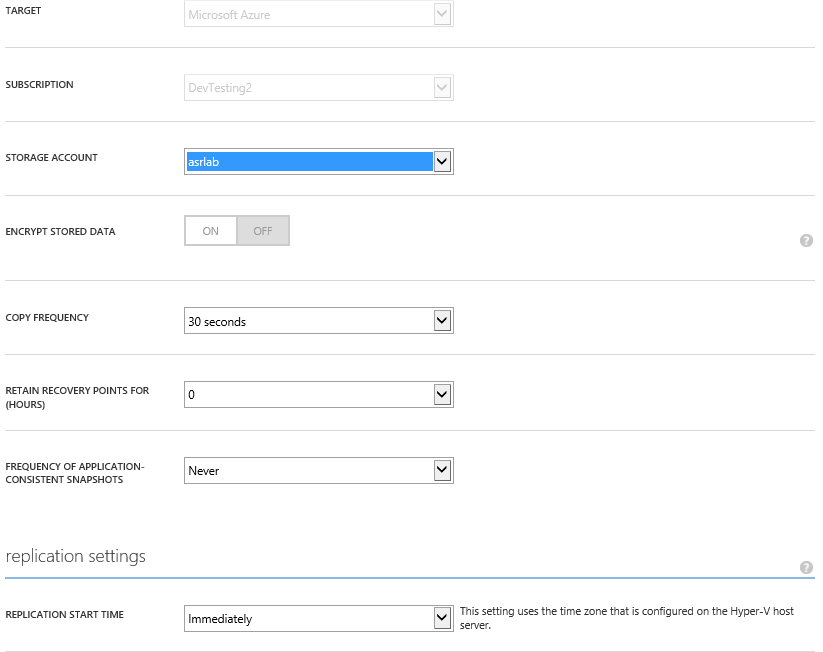 TARGET
Microsoft Azure
SUBSCRIPTION
DevTesting2
STORAGE ACCOUNT
asrlab
ENCRYPT STORED DATA
ON
OFF
?
COPY FREQUENCY
30 seconds
RETAIN RECOVERY POINTS FOR
(HOURS)
0
FREQUENCY OF APPLICATION-
CONSISTENT SNAPSHOTS
Never
replication settings
?
REPLICATION START TIME
Immediately
This setting uses the time zone that is configured on the Hyper-V host
server.